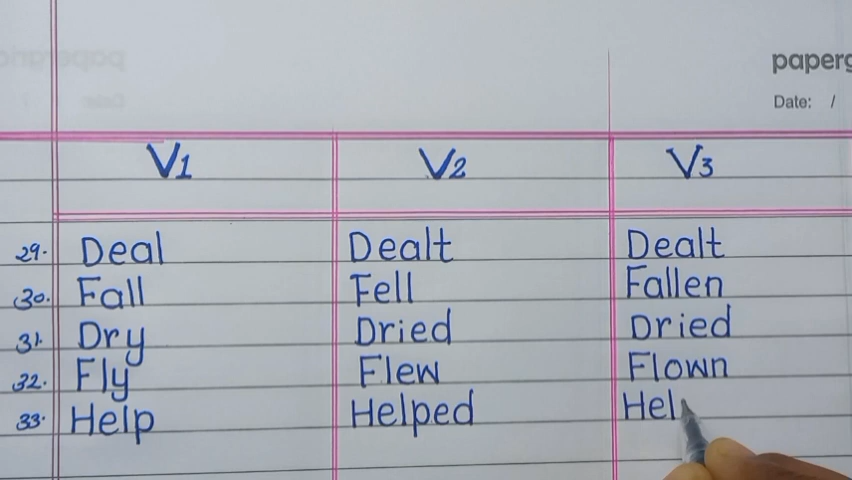 paperg
Date: /
V1 V2 V3
29. Deal Dealt Dealt
30. Fall Fell Fallen
31. Dry Dried Dried
32. Fly Flew Flown
33. Help Helped Hel